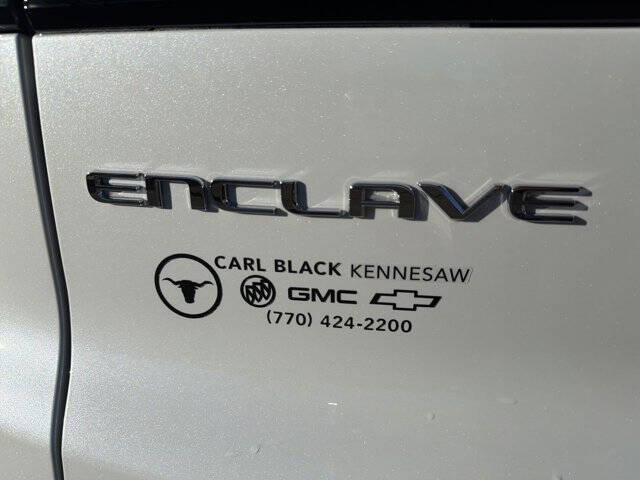 ENCLAVE
CARL BLACK KENNESAW
GMC
(770) 424-2200